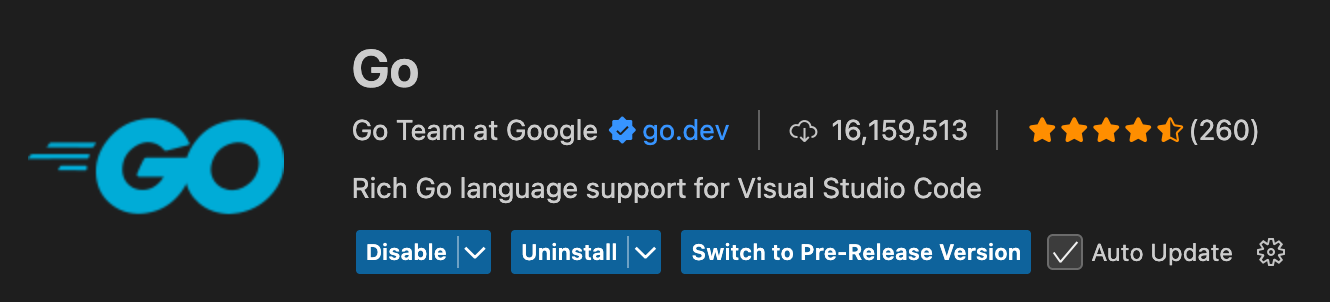 GO
Go
Go Team at Google go.dev 16,159,513 (260)
Rich Go language support for Visual Studio Code
Disable Uninstall Switch to Pre-Release Version Auto Update